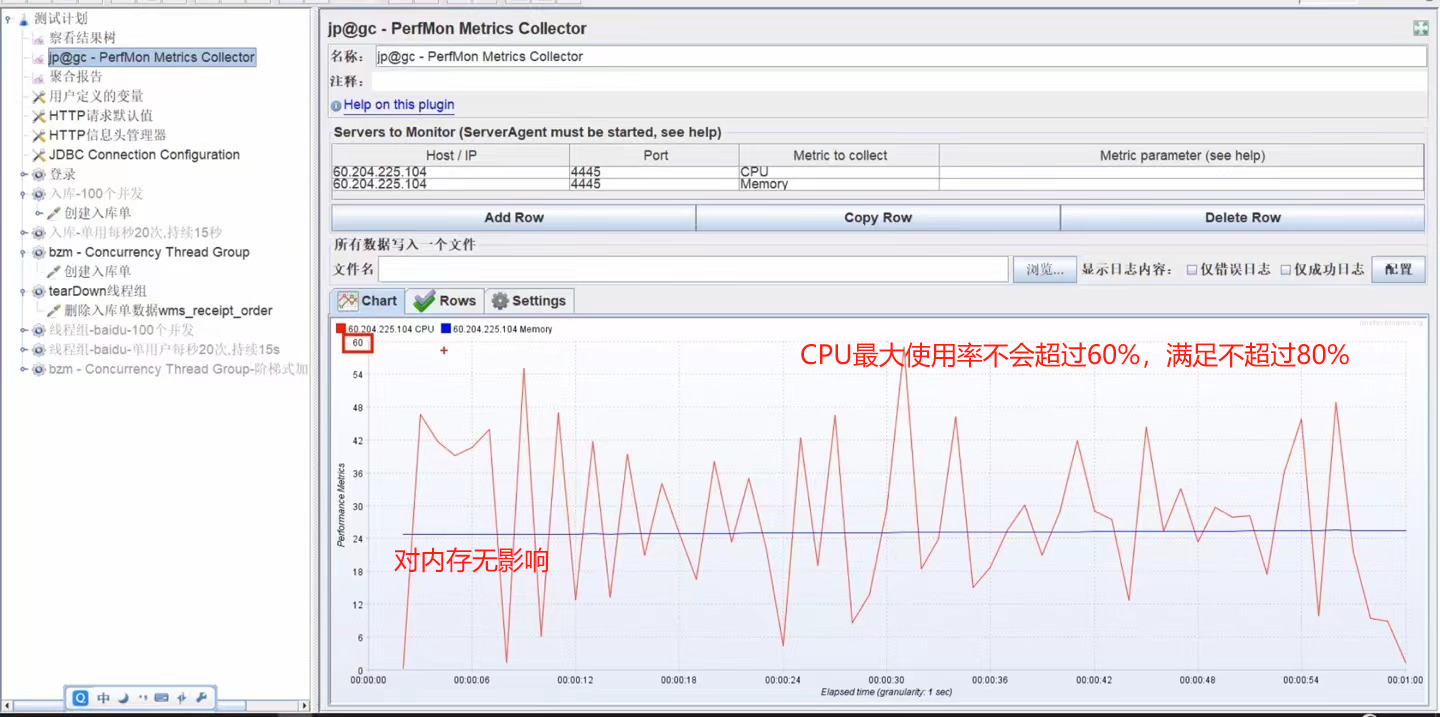 测试计划
察看结果树
jp@gc - PerfMon Metrics Collector
聚合报告
用户定义的变量
HTTP请求默认值
HTTP信息头管理器
JDBC Connection Configuration
登录
入库-100个并发
创建入库单
入库-单用每秒20次,持续15秒
bzm - Concurrency Thread Group
创建入库单
tearDown线程组
删除入库单数据wms_receipt_order
线程组-baidu-100个并发
线程组-baidu-单用户每秒20次,持续15s
bzm - Concurrency Thread Group-阶梯式加
中
jp@gc - PerfMon Metrics Collector
名称: jp@gc - PerfMon Metrics Collector
注释:
Help on this plugin
Servers to Monitor (ServerAgent must be started, see help)
Host / IP Port Metric to collect Metric parameter (see help)
60.204.225.104 4445 CPU
60.204.225.104 4445 Memory
Add Row Copy Row Delete Row
所有数据写入一个文件
文件名 浏览... 显示日志内容: 仅错误日志 仅成功日志 配置
Chart Rows Settings
60.204.225.104 CPU 60.204.225.104 Memory
60
CPU最大使用率不会超过60%，满足不超过80%
54
48
42
36
30
24
18
12
6
0
Performance Metrics
对内存无影响
00:00:00 00:00:06 00:00:12 00:00:18 00:00:24 00:00:30 00:00:36 00:00:42 00:00:48 00:00:54 00:01:00
Elapsed time (granularity: 1 sec)